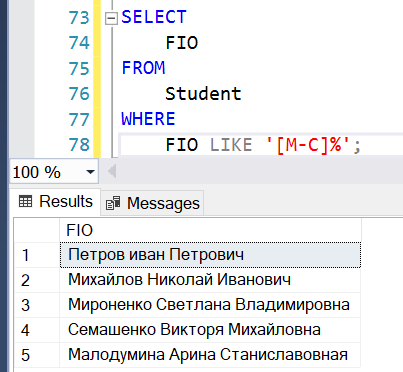 73 SELECT
74 FIO
75 FROM
76 Student
77 WHERE
78 FIO LIKE '[М-С]%';
100 %
Results Messages
FIO
1 Петров иван Петрович
2 Михайлов Николай Иванович
3 Мироненко Светлана Владимировна
4 Семашенко Викторя Михайловна
5 Малодумина Арина Станиславовная